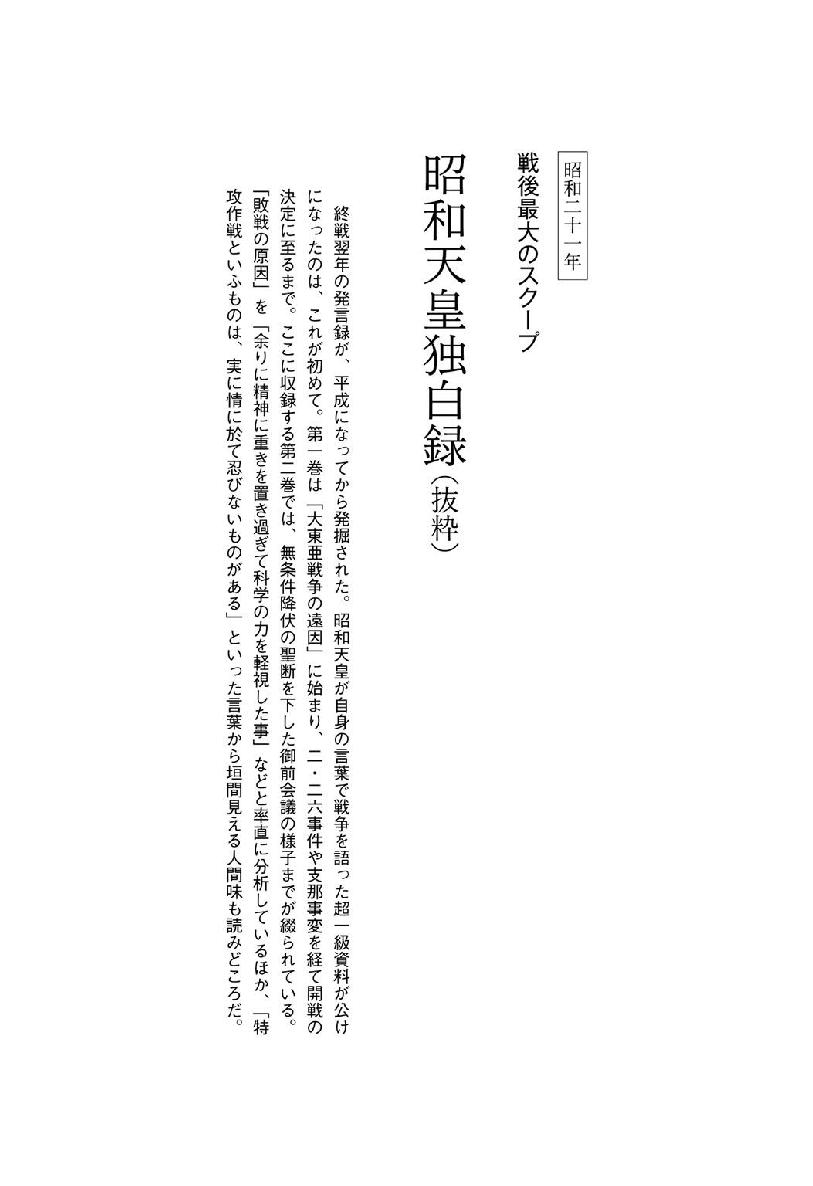 昭和二十一年
戦後最大のスクープ
昭和天皇独白録（抜粋）
終戦翌年の発言録が、平成になってから発掘された。昭和天皇が自身の言葉で戦争を語った超一級資料が公け
になったのは、これが初めて。第一巻は「大東亜戦争の遠因」に始まり、二・二六事件や支那事変を経て開戦の
決定に至るまで。ここに収録する第二巻では、無条件降伏の聖断を下した御前会議の様子までが綴られている。
「敗戦の原因」を「余りに精神に重きを置き過ぎて科学の力を軽視した事」などと率直に分析しているほか、「特
攻作戦といふものは、実に情に於て忍びないものがある」といった言葉から垣間見える人間味も読みどころだ。